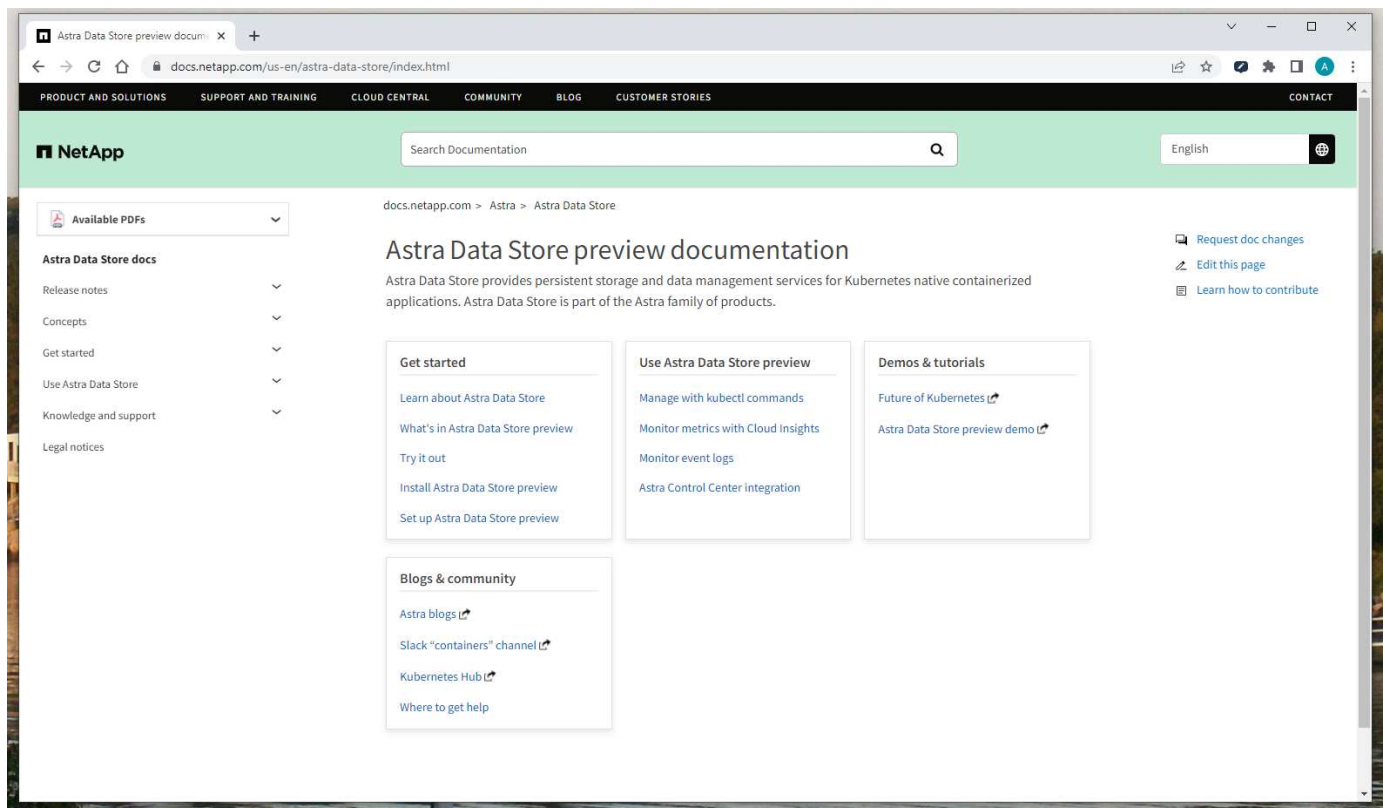 Astra Data Store preview docum
docs.netapp.com/us-en/astra-data-store/index.html
A
PRODUCT AND SOLUTIONS SUPPORT AND TRAINING CLOUD CENTRAL COMMUNITY BLOG CUSTOMER STORIES CONTACT
NetApp
Search Documentation
English
Available PDFs
Astra Data Store docs
Release notes
Concepts
Get started
Use Astra Data Store
Knowledge and support
Legal notices
docs.netapp.com > Astra > Astra Data Store
Astra Data Store preview documentation
Astra Data Store provides persistent storage and data management services for Kubernetes native containerized
applications. Astra Data Store is part of the Astra family of products.
Request doc changes
Edit this page
Learn how to contribute
Get started
Learn about Astra Data Store
What's in Astra Data Store preview
Try it out
Install Astra Data Store preview
Set up Astra Data Store preview
Use Astra Data Store preview
Manage with kubectl commands
Monitor metrics with Cloud Insights
Monitor event logs
Astra Control Center integration
Demos & tutorials
Future of Kubernetes
Astra Data Store preview demo
Blogs & community
Astra blogs
Slack “containers” channel
Kubernetes Hub
Where to get help